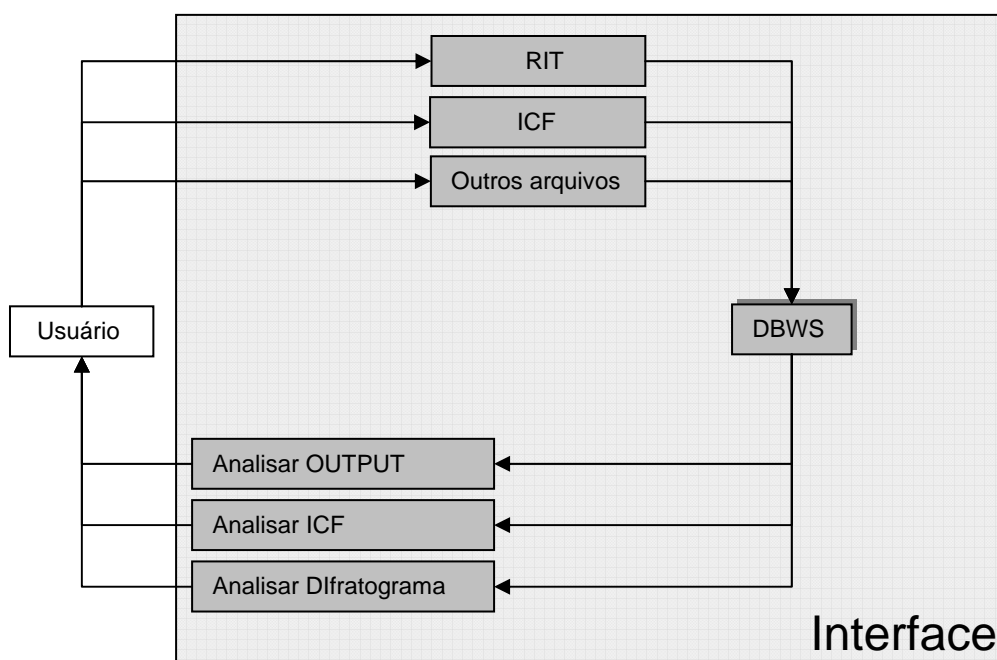 RIT
ICF
Outros arquivos
Usuário
DBWS
Analisar OUTPUT
Analisar ICF
Analisar DIfratograma
Interface